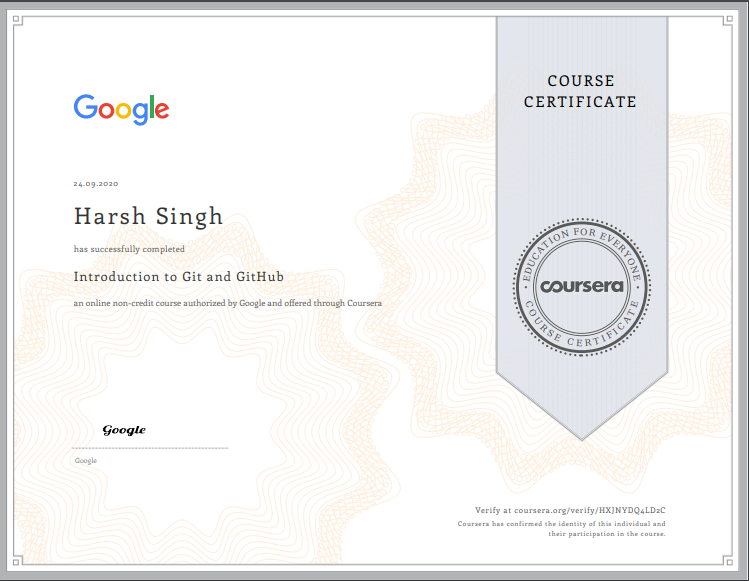 Google
COURSE
CERTIFICATE
24.09.2020
Harsh Singh
has successfully completed
Introduction to Git and GitHub
an online non-credit course authorized by Google and offered through Coursera
EDUCATION FOR EVERYONE
coursera
COURSE CERTIFICATE
Google
Google
Verify at coursera.org/verify/HXJNYDQ4LD2C
Coursera has confirmed the identity of this individual and
their participation in the course.